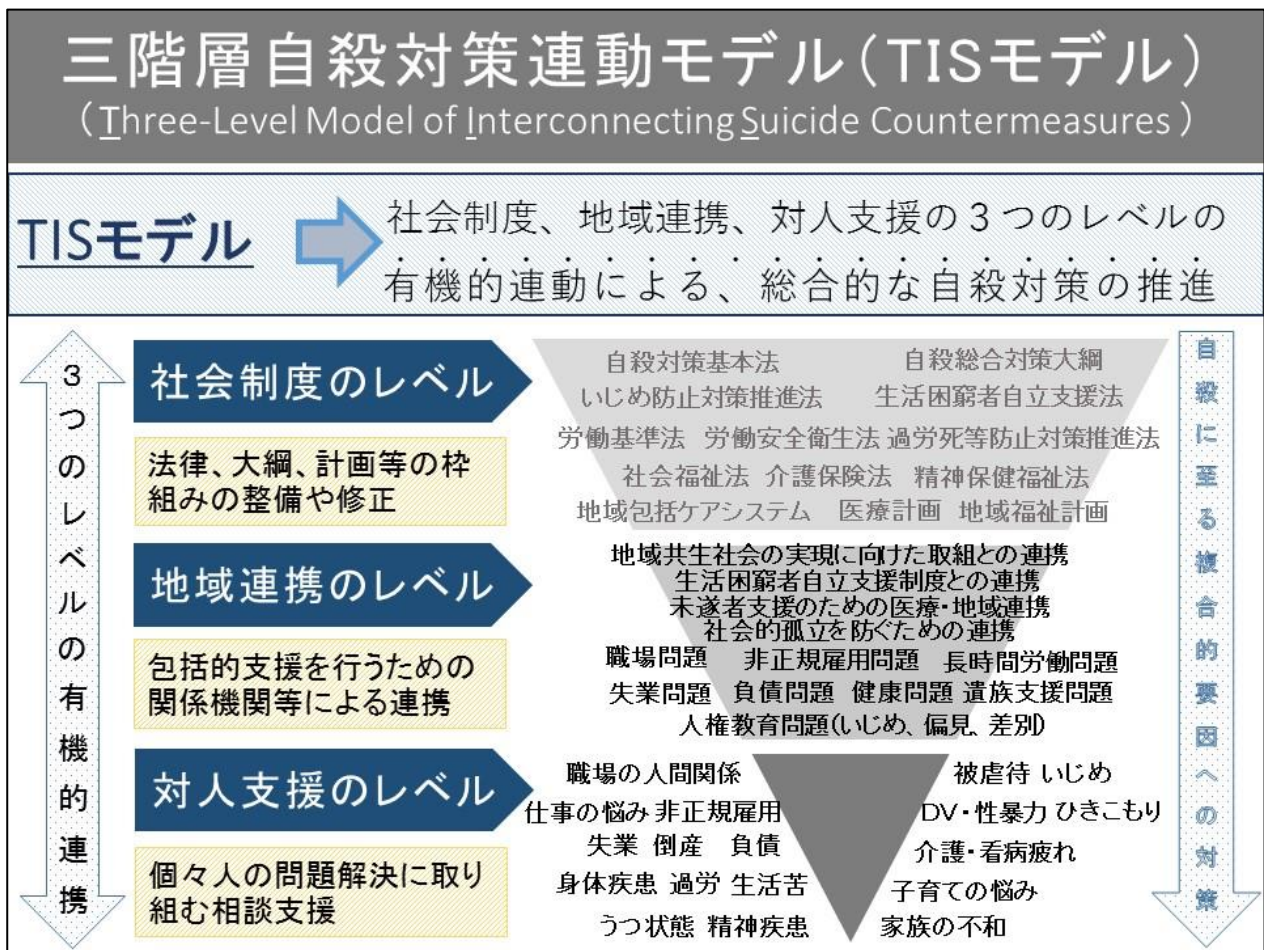 三階層自殺対策連動モデル(TISモデル)
(Three-Level Model of Interconnecting Suicide Countermeasures)
TISモデル
社会制度、地域連携、対人支援の3つのレベルの
有機的連動による、総合的な自殺対策の推進
3つのレベルの有機的連携
社会制度のレベル
法律、大綱、計画等の枠
組みの整備や修正
地域連携のレベル
包括的支援を行うための
関係機関等による連携
対人支援のレベル
個々人の問題解決に取り
組む相談支援
自殺対策基本法 自殺総合対策大綱
いじめ防止対策推進法 生活困窮者自立支援法
労働基準法 労働安全衛生法 過労死等防止対策推進法
社会福祉法 介護保険法 精神保健福祉法
地域包括ケアシステム 医療計画 地域福祉計画
地域共生社会の実現に向けた取組との連携
生活困窮者自立支援制度との連携
未遂者支援のための医療・地域連携
社会的孤立を防ぐための連携
職場問題 非正規雇用問題 長時間労働問題
失業問題 負債問題 健康問題 遺族支援問題
人権教育問題(いじめ、偏見、差別)
職場の人間関係 被虐待 いじめ
仕事の悩み 非正規雇用 DV・性暴力 ひきこもり
失業 倒産 負債 介護・看病疲れ
身体疾患 過労 生活苦 子育ての悩み
うつ状態 精神疾患 家族の不和
自殺に至る複合的要因への対策